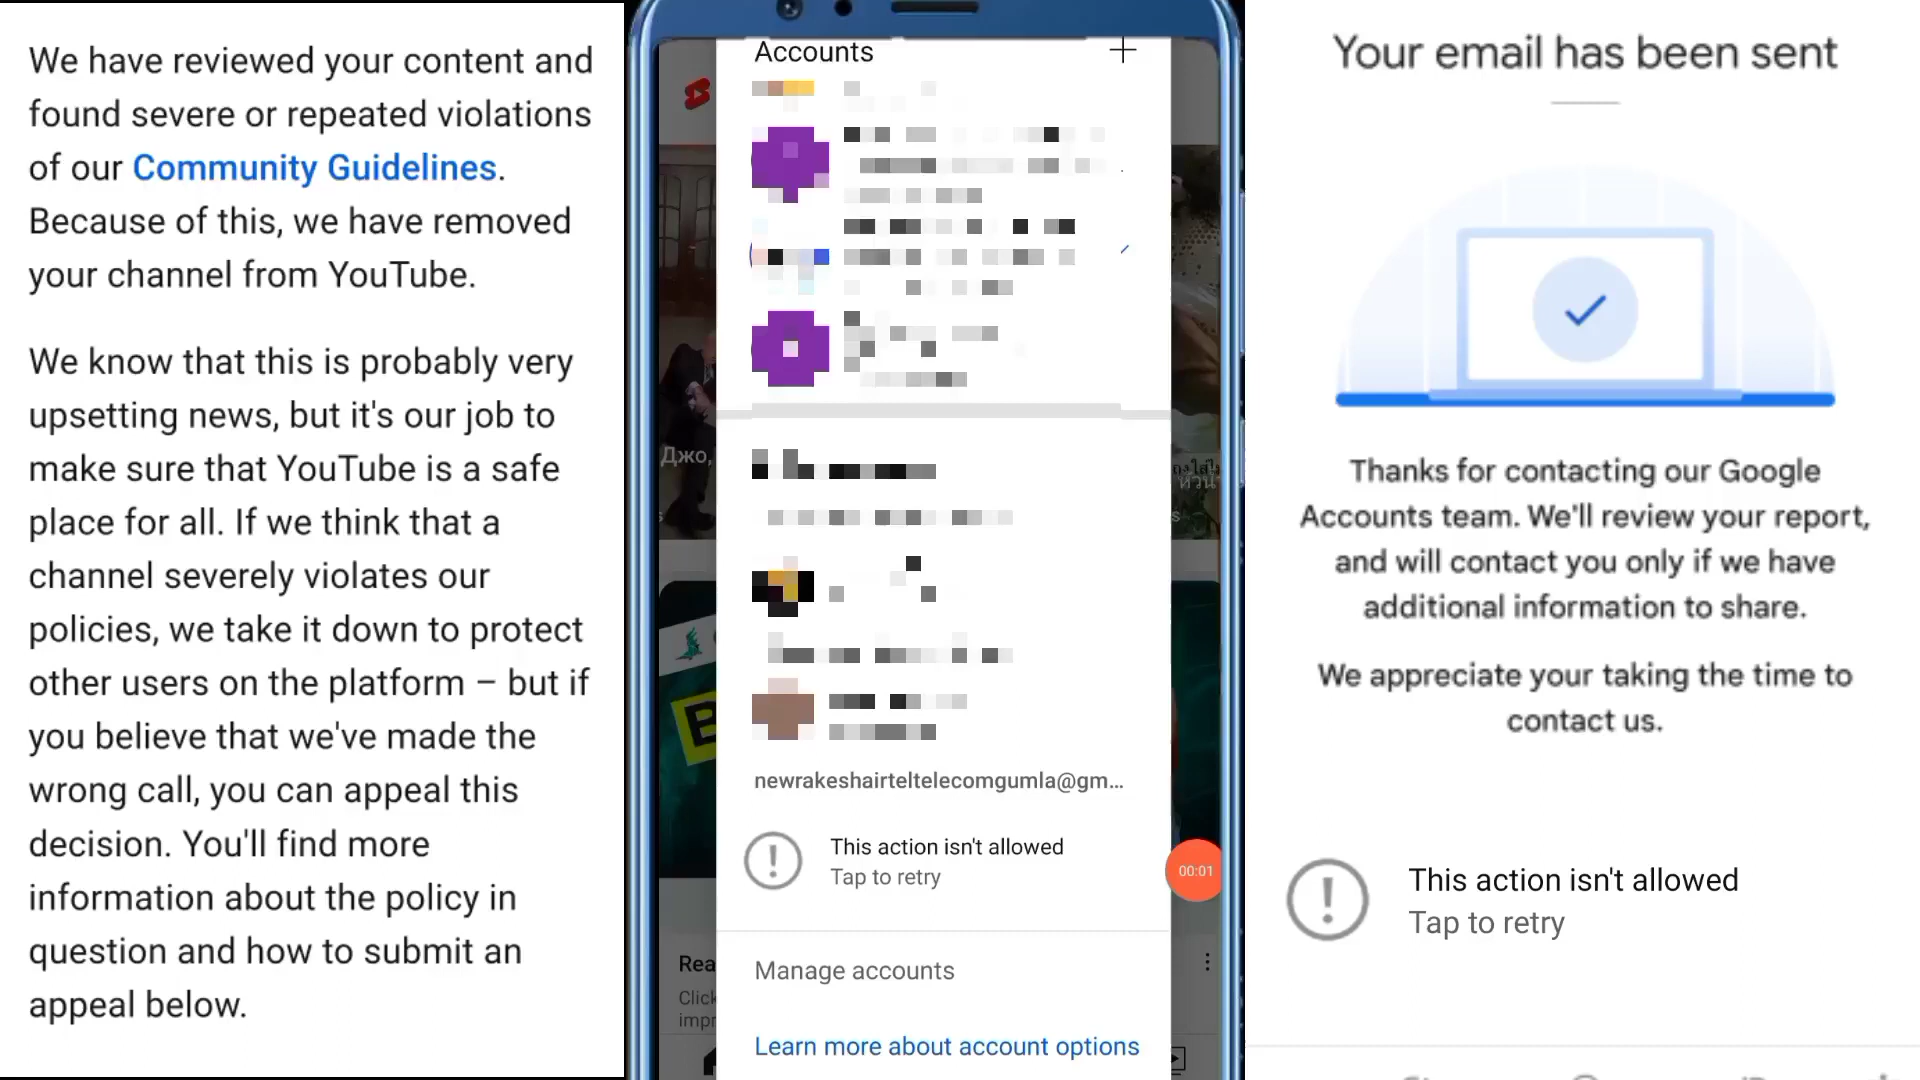 We have reviewed your content and
found severe or repeated violations
of our Community Guidelines.
Because of this, we have removed
your channel from YouTube.
We know that this is probably very
upsetting news, but it's our job to
make sure that YouTube is a safe
place for all. If we think that a
channel severely violates our
policies, we take it down to protect
other users on the platform – but if
you believe that we've made the
wrong call, you can appeal this
decision. You'll find more
information about the policy in
question and how to submit an
appeal below.
Accounts
Джо,
newrakeshairteltelecomgumla@gm...
This action isn't allowed
Tap to retry
00:01
Manage accounts
Learn more about account options
Your email has been sent
Thanks for contacting our Google
Accounts team. We'll review your report,
and will contact you only if we have
additional information to share.
We appreciate your taking the time to
contact us.
This action isn't allowed
Tap to retry